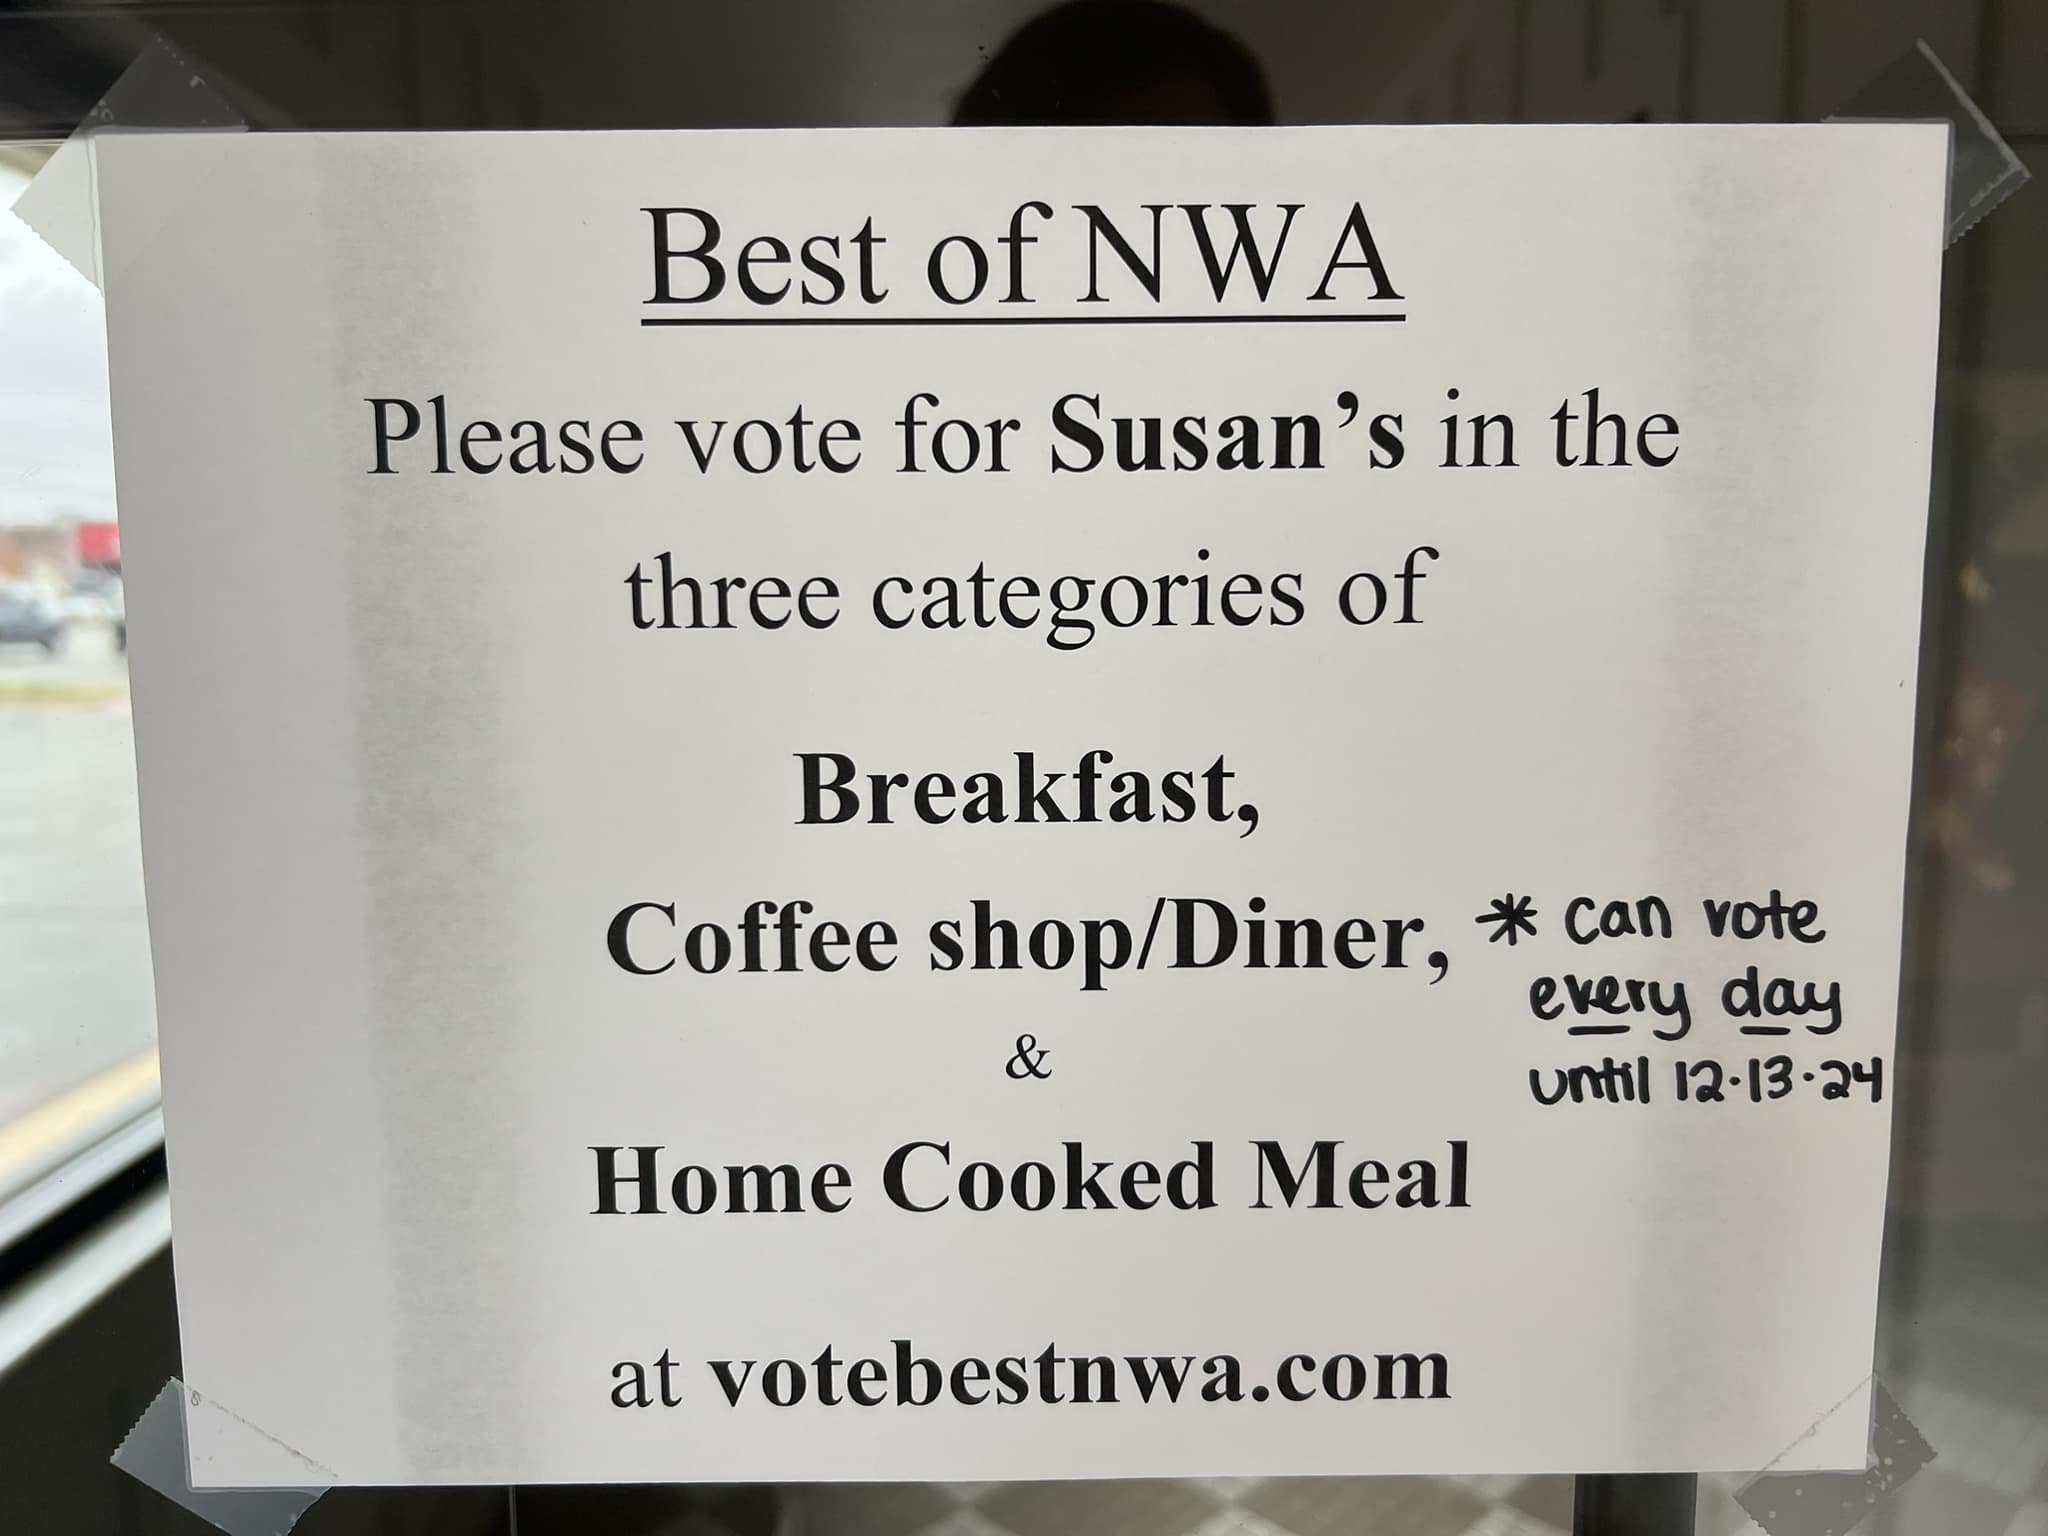 Best of NWA
Please vote for Susan's in the
three categories of
Breakfast,
Coffee shop/Diner,
&
Home Cooked Meal
at votebestnwa.com
* can vote
every day
until 12.13.24